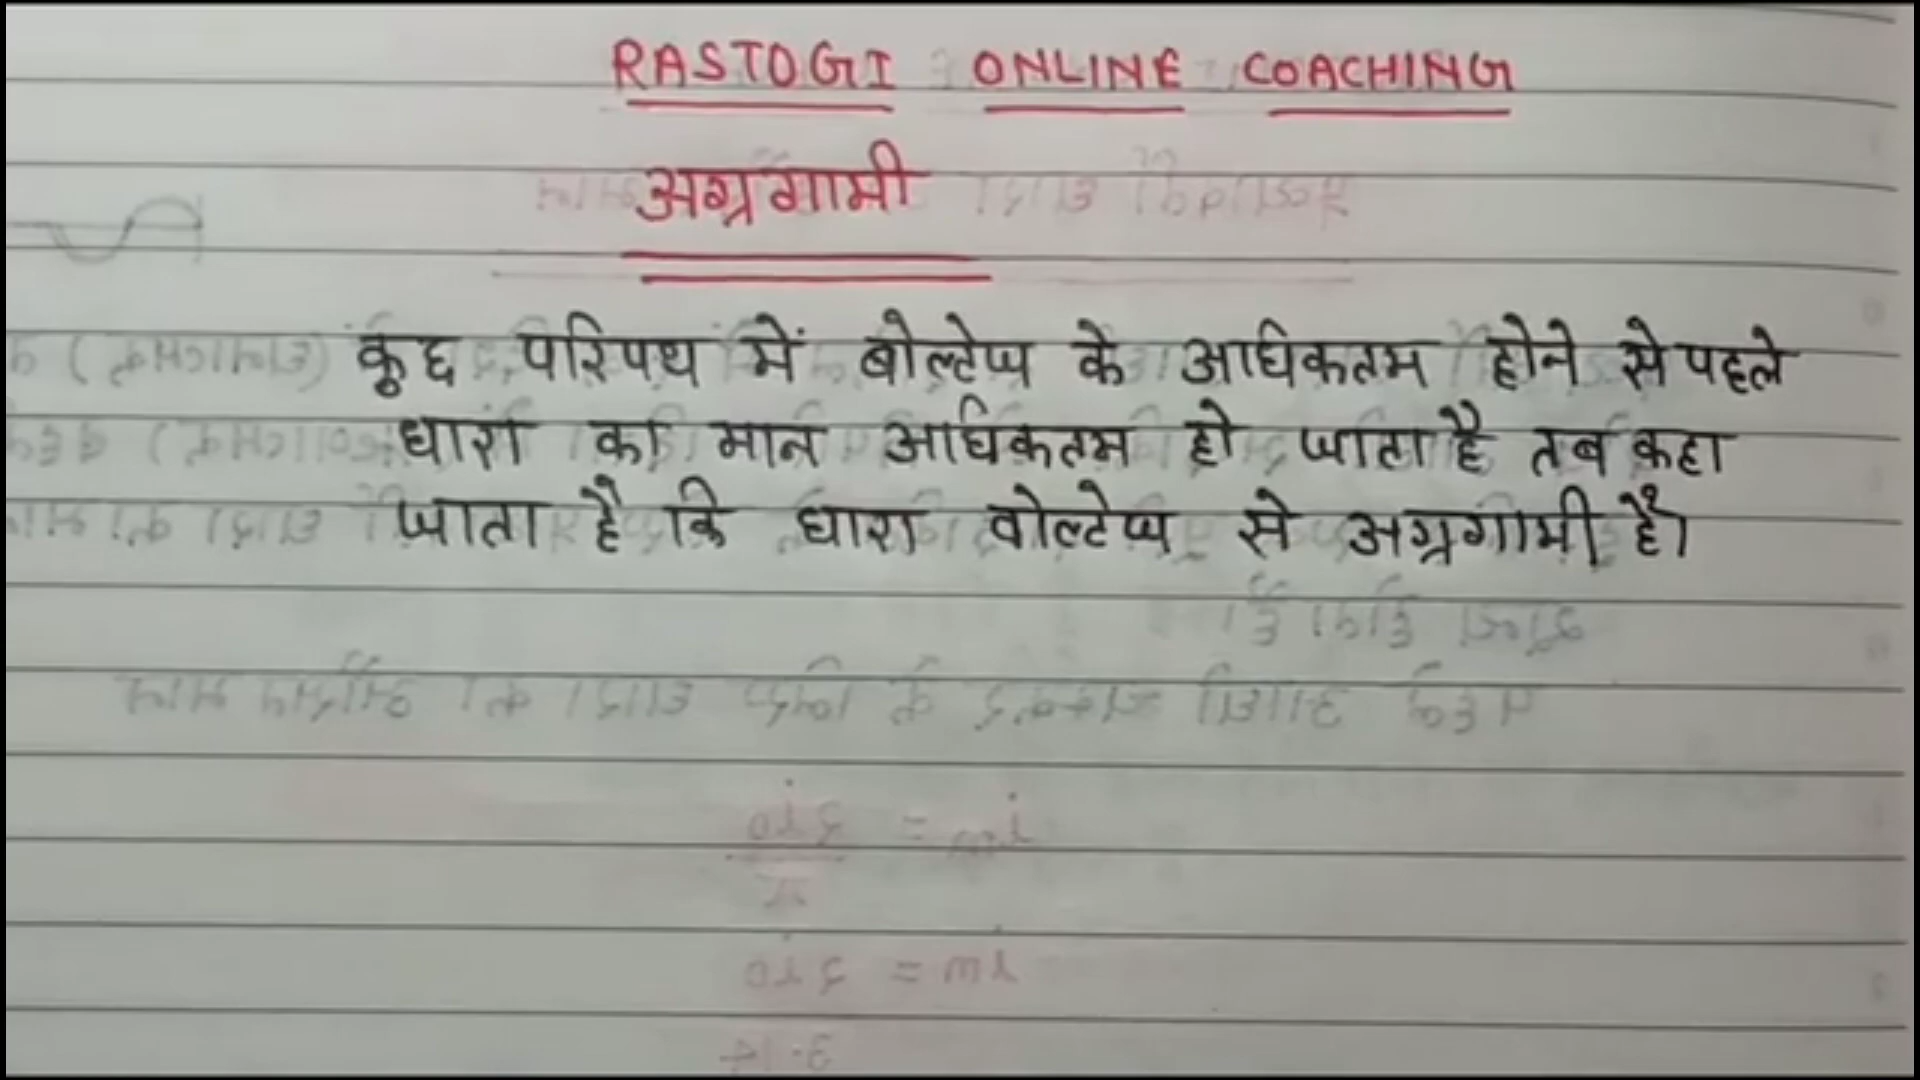 RASTOGI ONLINE COACHING
अग्रगामी
कुछ परिपथ में बोल्टेज के अधिकतम होने से पहले
धारा का मान अधिकतम हो जाता है तब कहा
जाता है कि धारा वोल्टेज से अग्रगामी है।